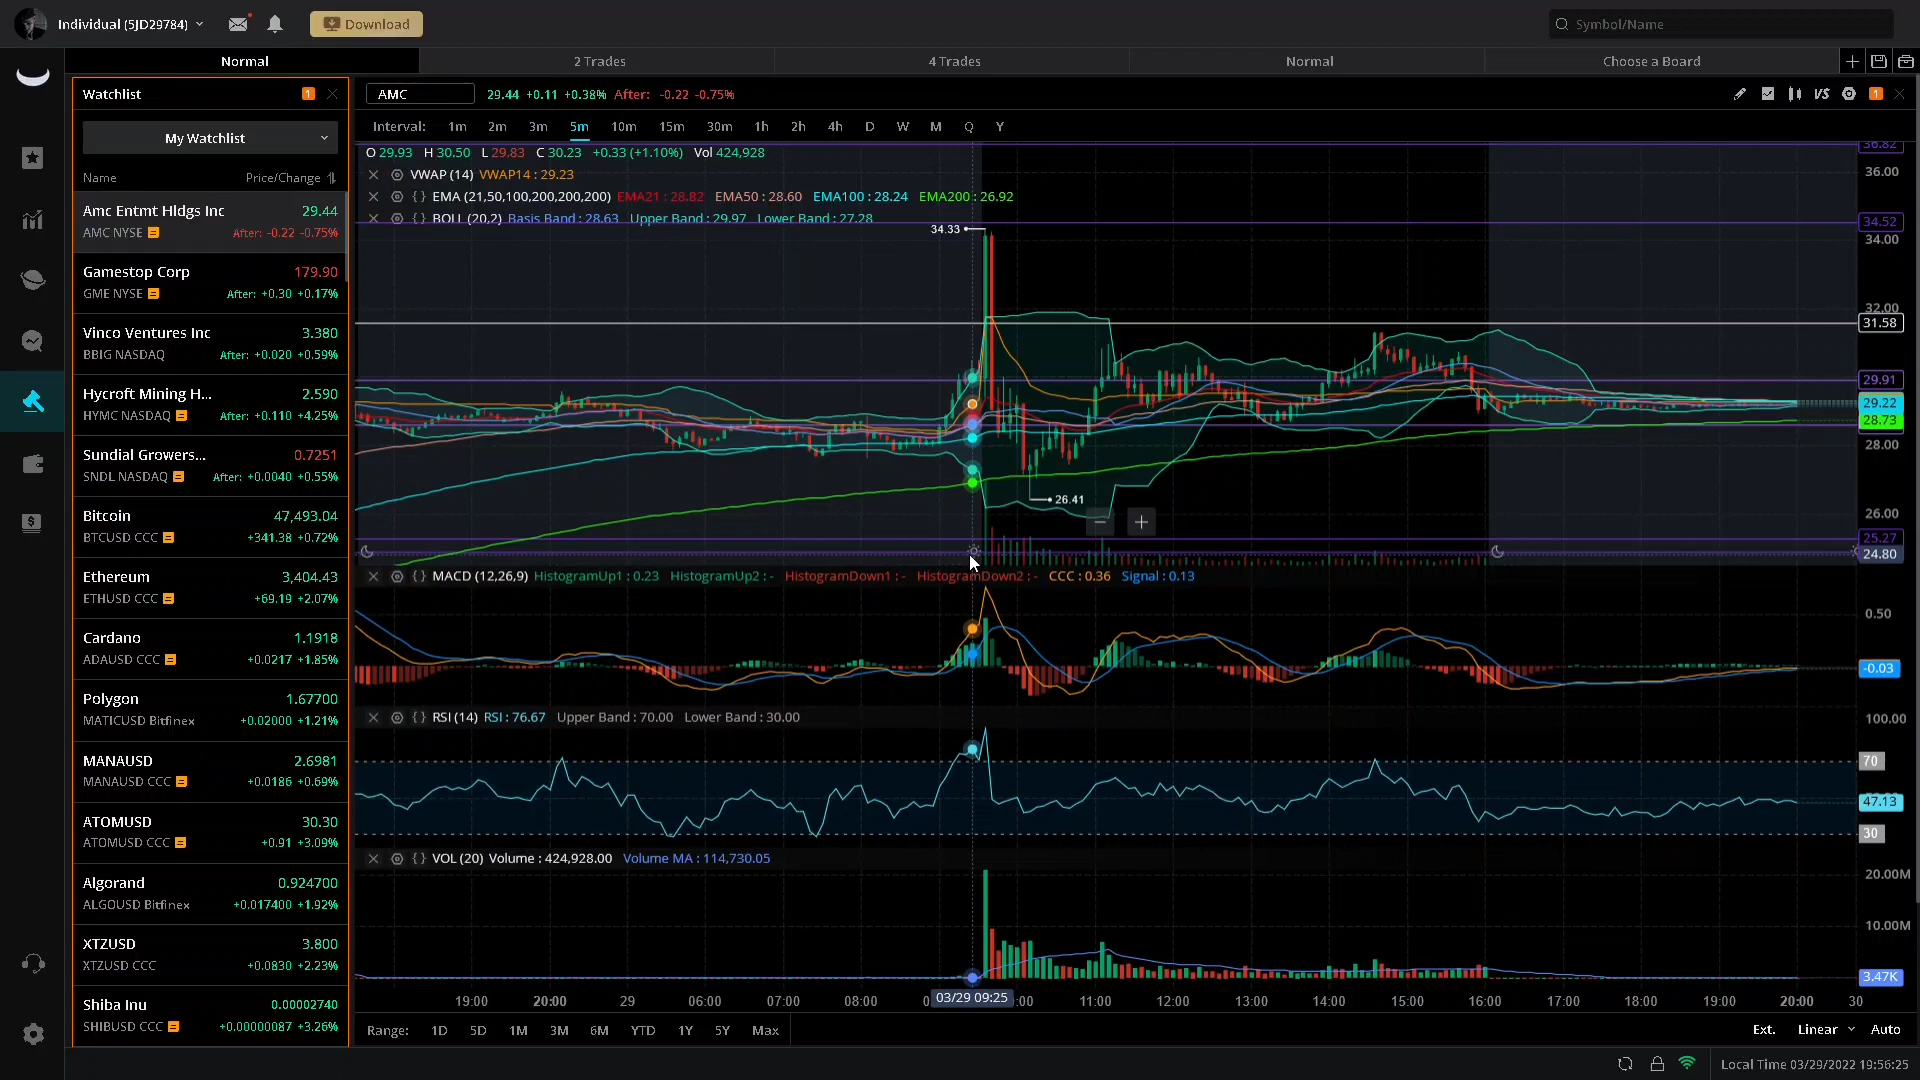 Individual (5JD29784)
Download
Symbol/Name
Normal
2 Trades
4 Trades
Normal
Choose a Board
Watchlist
1
My Watchlist
Name
Price/Change
Amc Entmt Hldgs Inc 29.44
AMC NYSE After: -0.22 -0.75%
Gamestop Corp 179.90
GME NYSE After: +0.30 +0.17%
Vinco Ventures Inc 3.380
BBIG NASDAQ After: +0.020 +0.59%
Hycroft Mining H... 2.590
HYMC NASDAQ After: +0.110 +4.25%
Sundial Growers... 0.7251
SNDL NASDAQ After: +0.0040 +0.55%
Bitcoin 47,493.04
BTCUSD CCC +341.38 +0.72%
Ethereum 3,404.43
ETHUSD CCC +69.19 +2.07%
Cardano 1.1918
ADAUSD CCC +0.0217 +1.85%
Polygon 1.67700
MATICUSD Bitfinex +0.02000 +1.21%
MANAUSD 2.6981
MANAUSD CCC +0.0186 +0.69%
ATOMUSD 30.30
ATOMUSD CCC +0.91 +3.09%
Algorand 0.924700
ALGOUSD Bitfinex +0.017400 +1.92%
XTZUSD 3.800
XTZUSD CCC +0.0830 +2.23%
Shiba Inu 0.00002740
SHIBUSD CCC +0.00000087 +3.26%
AMC 29.44 +0.11 +0.38% After: -0.22 -0.75%
VS
1
Interval: 1m 2m 3m 5m 10m 15m 30m 1h 2h 4h D W M Q Y
O 29.93 H 30.50 L 29.83 C 30.23 +0.33 (+1.10%) Vol 424,928
VWAP (14) VWAP14 : 29.23
{} EMA (21,50,100,200,200,200) EMA21 : 28.82 EMA50 : 28.60 EMA100 : 28.24 EMA200 : 26.92
{} BOLL (20,2) Basis Band : 28.63 Upper Band : 29.97 Lower Band : 27.28
34.33
26.41
36.82
36.00
34.52
34.00
32.00
31.58
29.91
29.22
28.73
28.00
26.00
25.27
24.80
{} MACD (12,26,9) HistogramUp1 : 0.23 HistogramUp2 : - HistogramDown1 : - HistogramDown2 : - CCC : 0.36 Signal : 0.13
0.50
-0.03
{} RSI (14) RSI : 76.67 Upper Band : 70.00 Lower Band : 30.00
100.00
70
47.13
30
{} VOL (20) Volume : 424,928.00 Volume MA : 114,730.05
20.00M
10.00M
3.47K
19:00 20:00 29 06:00 07:00 08:00 03/29 09:25 11:00 12:00 13:00 14:00 15:00 16:00 17:00 18:00 19:00 20:00 30
Range: 1D 5D 1M 3M 6M YTD 1Y 5Y Max
Ext. Linear Auto
Local Time 03/29/2022 19:56:25